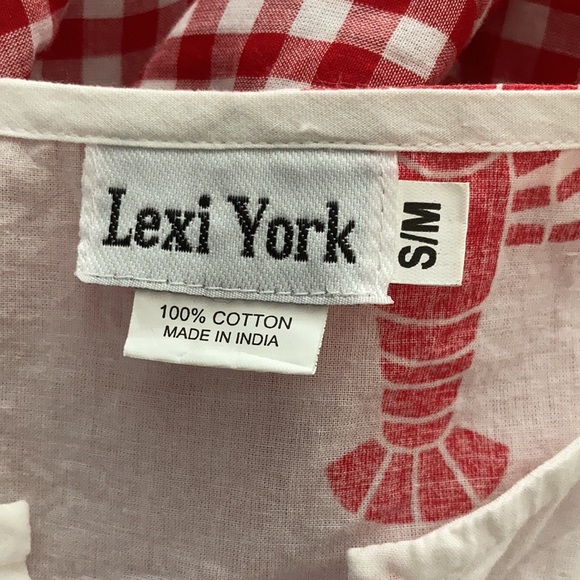 Lexi York
S/M
100% COTTON
MADE IN INDIA